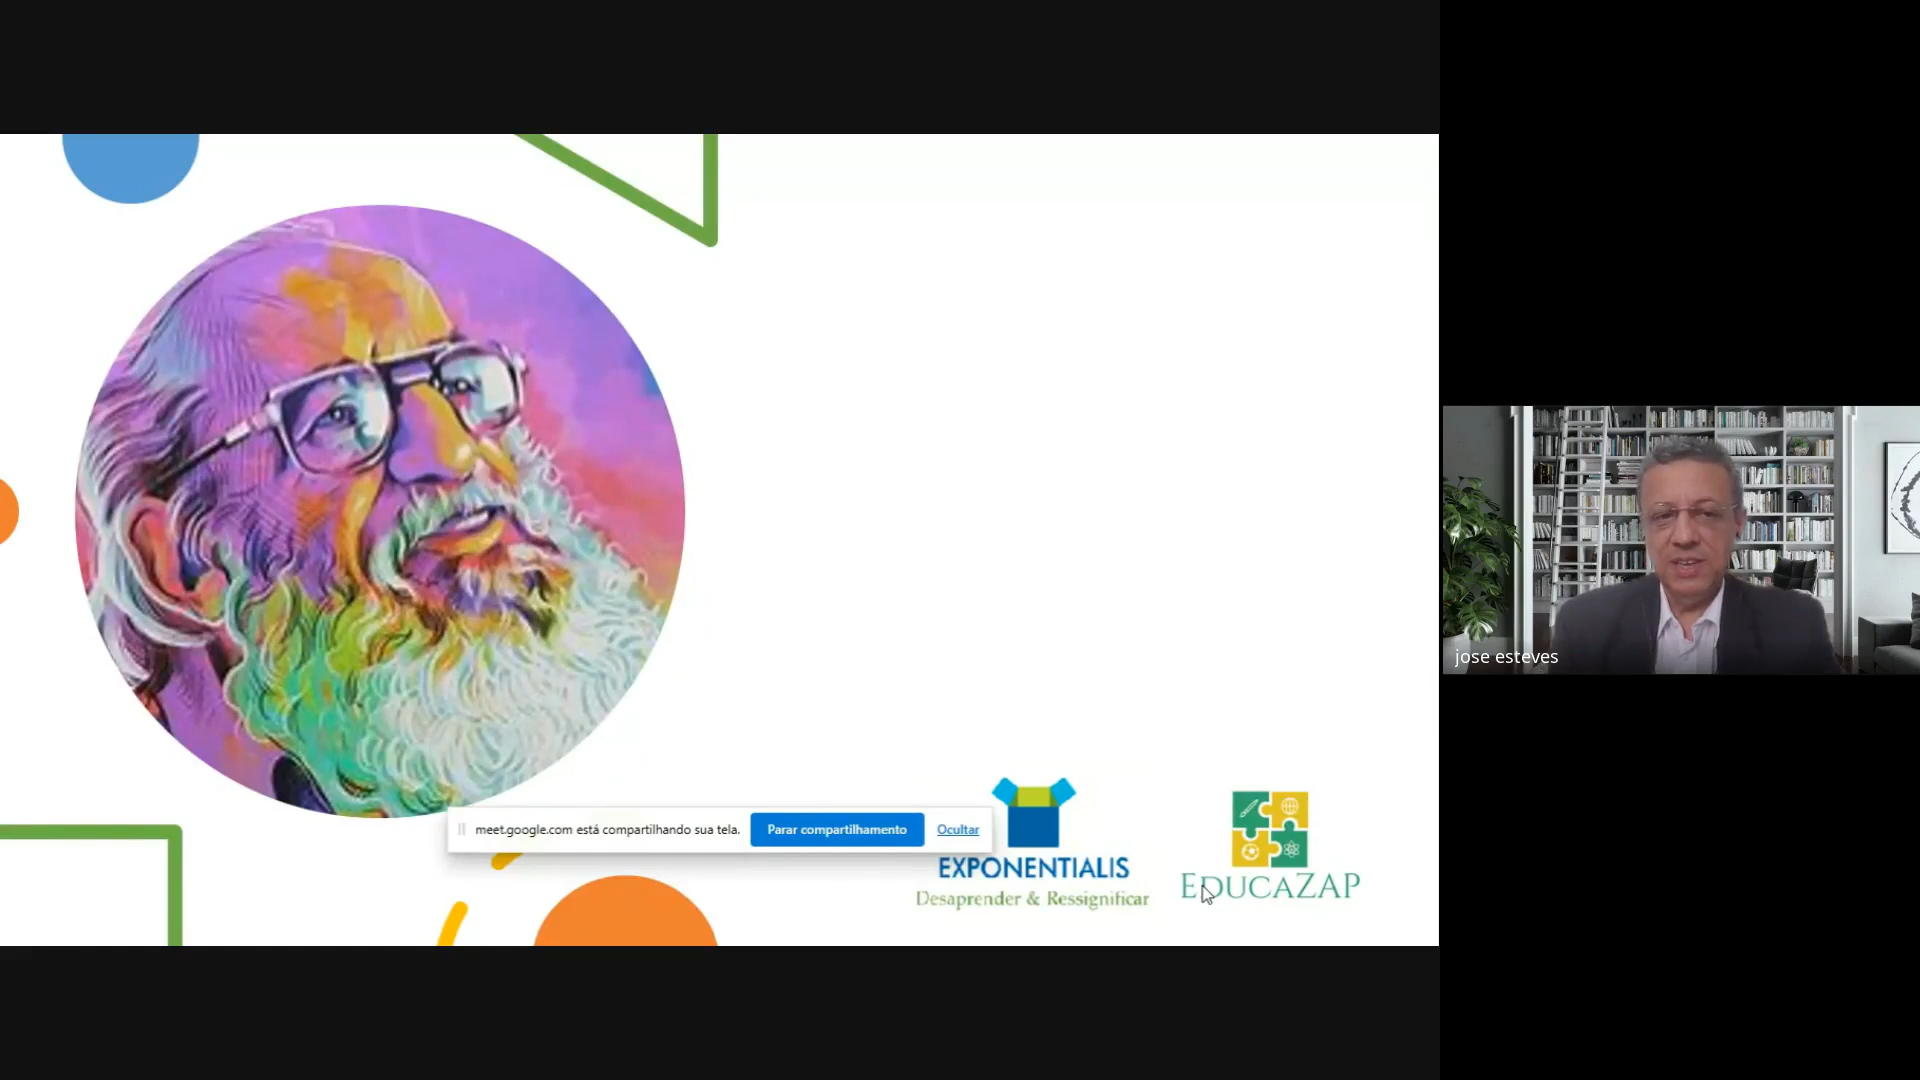 meet.google.com está compartilhando sua tela.
Parar compartilhamento
Ocultar
EXPONENTIALIS
Desaprender & Ressignificar
EDUCAZAP
jose esteves